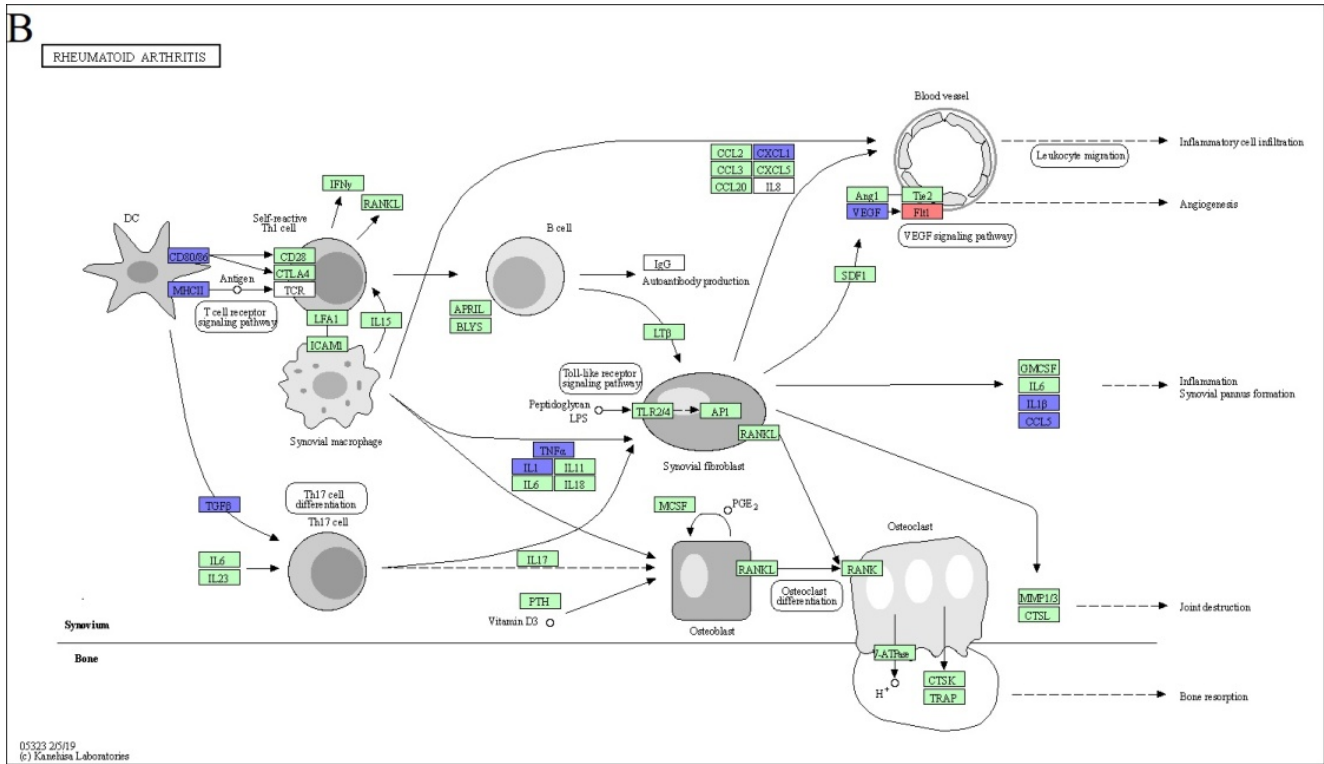 B
RHEUMATOID ARTHRITIS
Blood vessel
CCL2
CXCL1
CCL3
CXCL5
CCL20
IL8
Leukocyte migration
Inflammatory cell infiltration
IFNγ
RANKL
Ang1
Tie2
VEGF
Flt1
Angiogenesis
VEGF signaling pathway
DC
Self-reactive
Th1 cell
B cell
CD80/86
CD28
CTLA4
MHCII
Antigen
TCR
T cell receptor
signaling pathway
LFA1
IL15
ICAM1
Synovial macrophage
APRIL
BLYS
IgG
Autoantibody production
SDF1
LTβ
Toll-like receptor
signaling pathway
Peptidoglycan
LPS
TLR2/4
AP1
RANKL
Synovial fibroblast
GMCSF
IL6
IL1β
CCL5
Inflammation
Synovial pannus formation
TNFα
IL1
IL11
IL6
IL18
TGFβ
Th17 cell
differentiation
Th17 cell
IL6
IL23
IL17
MCSF
PGE2
Osteoclast
RANKL
RANK
Osteoclast
differentiation
PTH
Vitamin D3
Osteoblast
MMP1/3
CTSL
Joint destruction
Synovium
Bone
V-ATPase
H+
CTSK
TRAP
Bone resorption
05323 2/5/19
(c) Kanehisa Laboratories